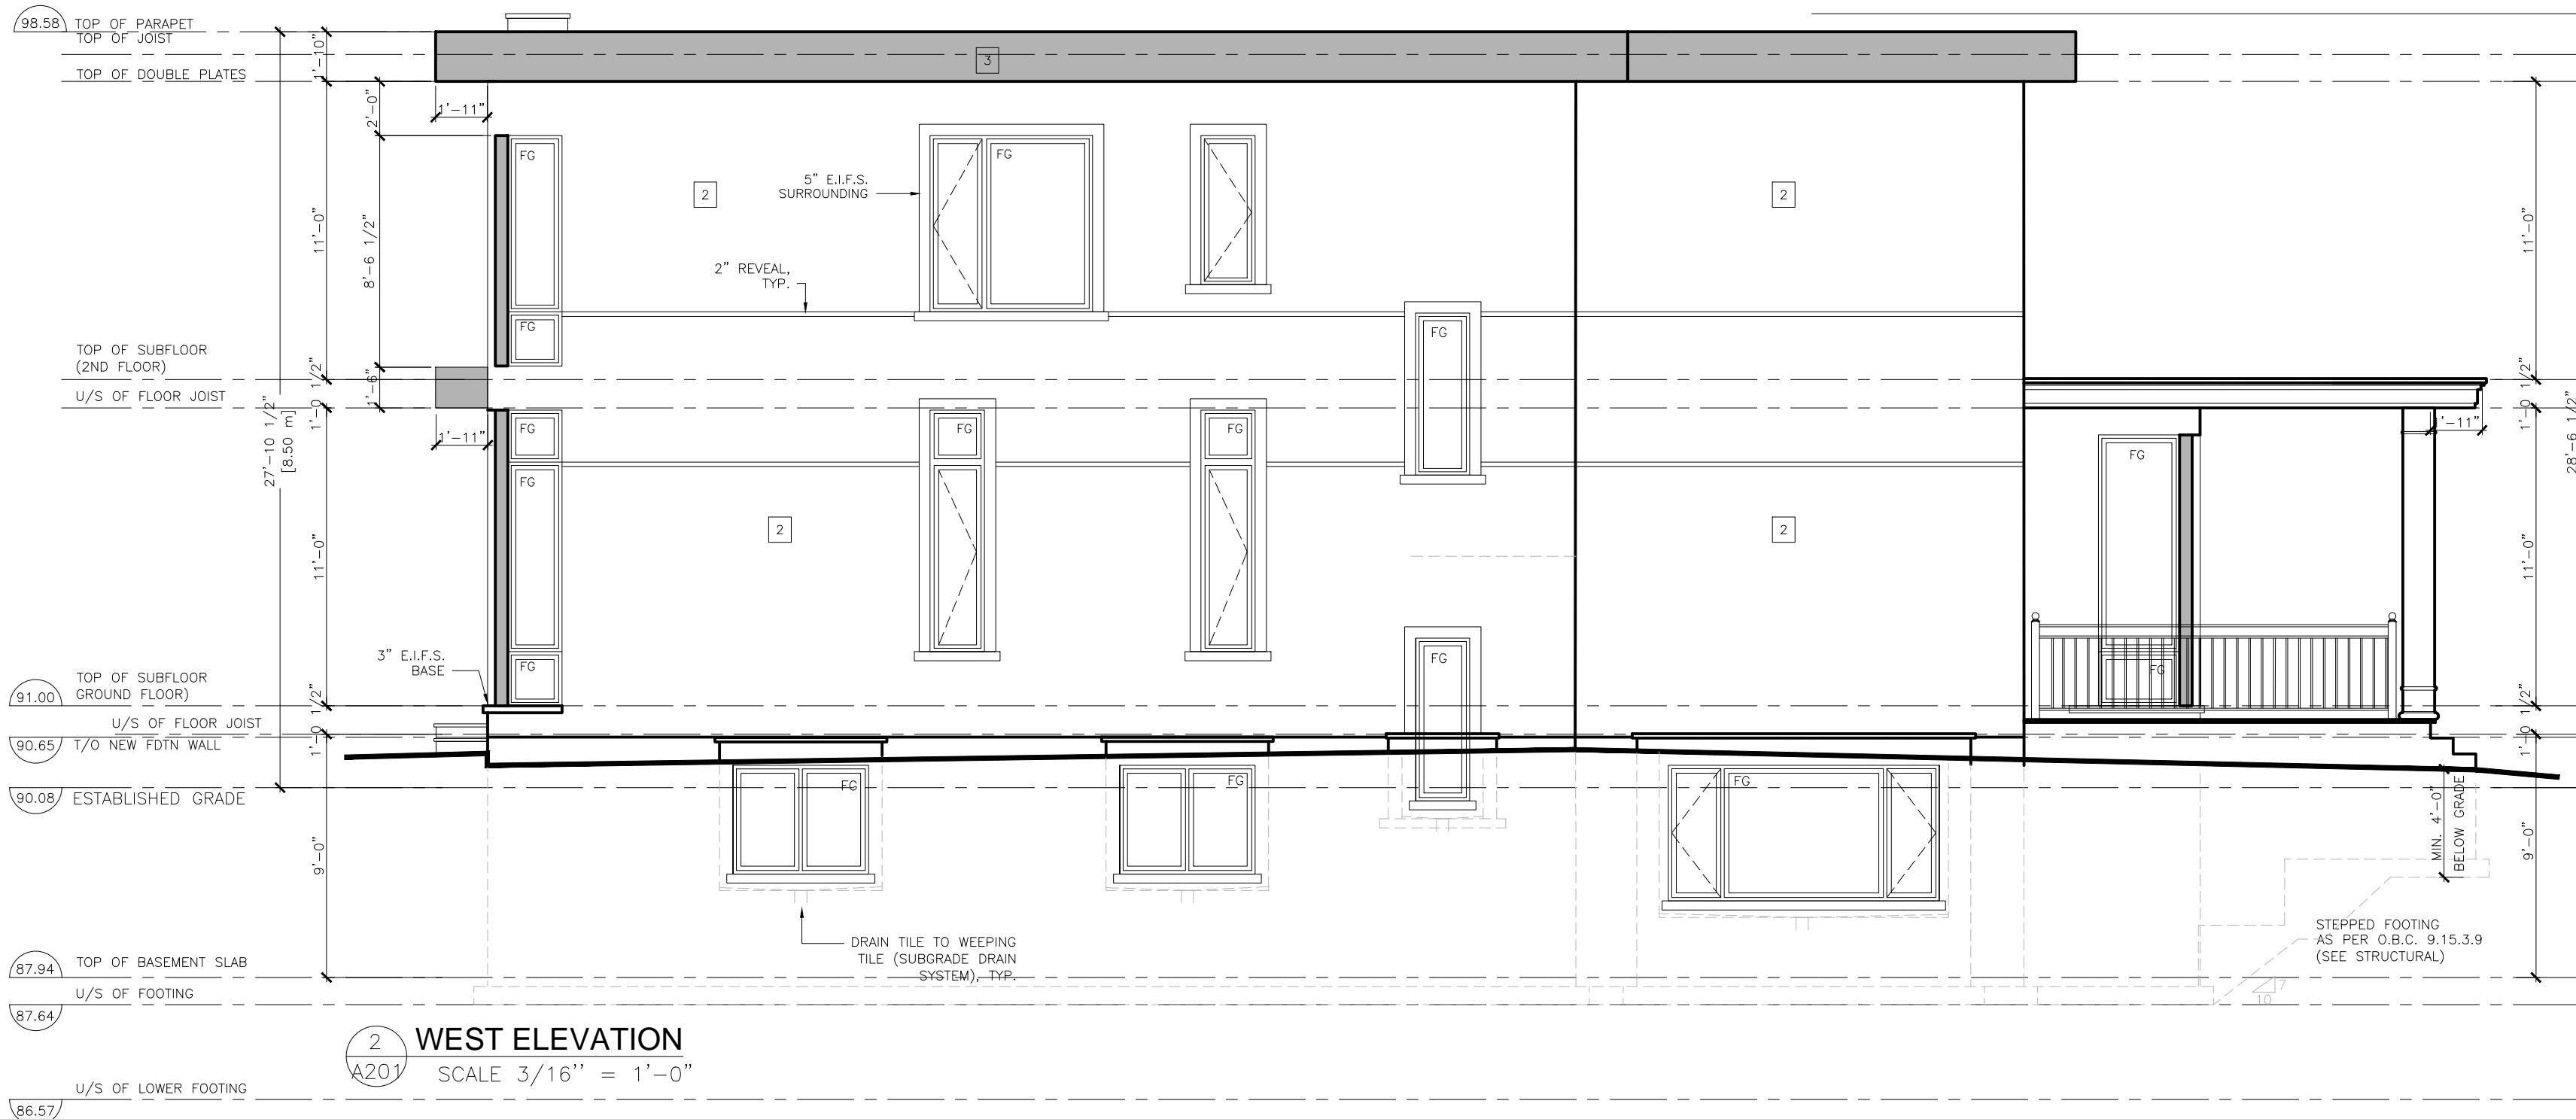 98.58 TOP OF PARAPET
TOP OF JOIST
TOP OF DOUBLE PLATES
1'-10"
3
1'-11"
2'-0"
FG
FG
2
5" E.I.F.S.
SURROUNDING
2
11'-0"
8'-6 1/2"
11'-0"
2" REVEAL,
TYP.
FG
FG
TOP OF SUBFLOOR
(2ND FLOOR)
U/S OF FLOOR JOIST
1'-0 1/2"
1'-6"
1'-0 1/2"
27'-10 1/2"
[8.50 m]
1'-11"
FG
FG
FG
FG
FG
'-11"
28'-6 1/2"
2
2
11'-0"
11'-0"
3" E.I.F.S.
BASE
FG
FG
FG
91.00 TOP OF SUBFLOOR
GROUND FLOOR)
U/S OF FLOOR JOIST
90.65 T/O NEW FDTN WALL
1'-0 1/2"
1'-0 1/2"
90.08 ESTABLISHED GRADE
FG
FG
FG
MIN. 4'-0"
BELOW GRADE
9'-0"
9'-0"
DRAIN TILE TO WEEPING
TILE (SUBGRADE DRAIN
SYSTEM), TYP.
STEPPED FOOTING
AS PER O.B.C. 9.15.3.9
(SEE STRUCTURAL)
87.94 TOP OF BASEMENT SLAB
U/S OF FOOTING
87.64
7
10
2
A201
WEST ELEVATION
SCALE 3/16'' = 1'-0"
U/S OF LOWER FOOTING
86.57